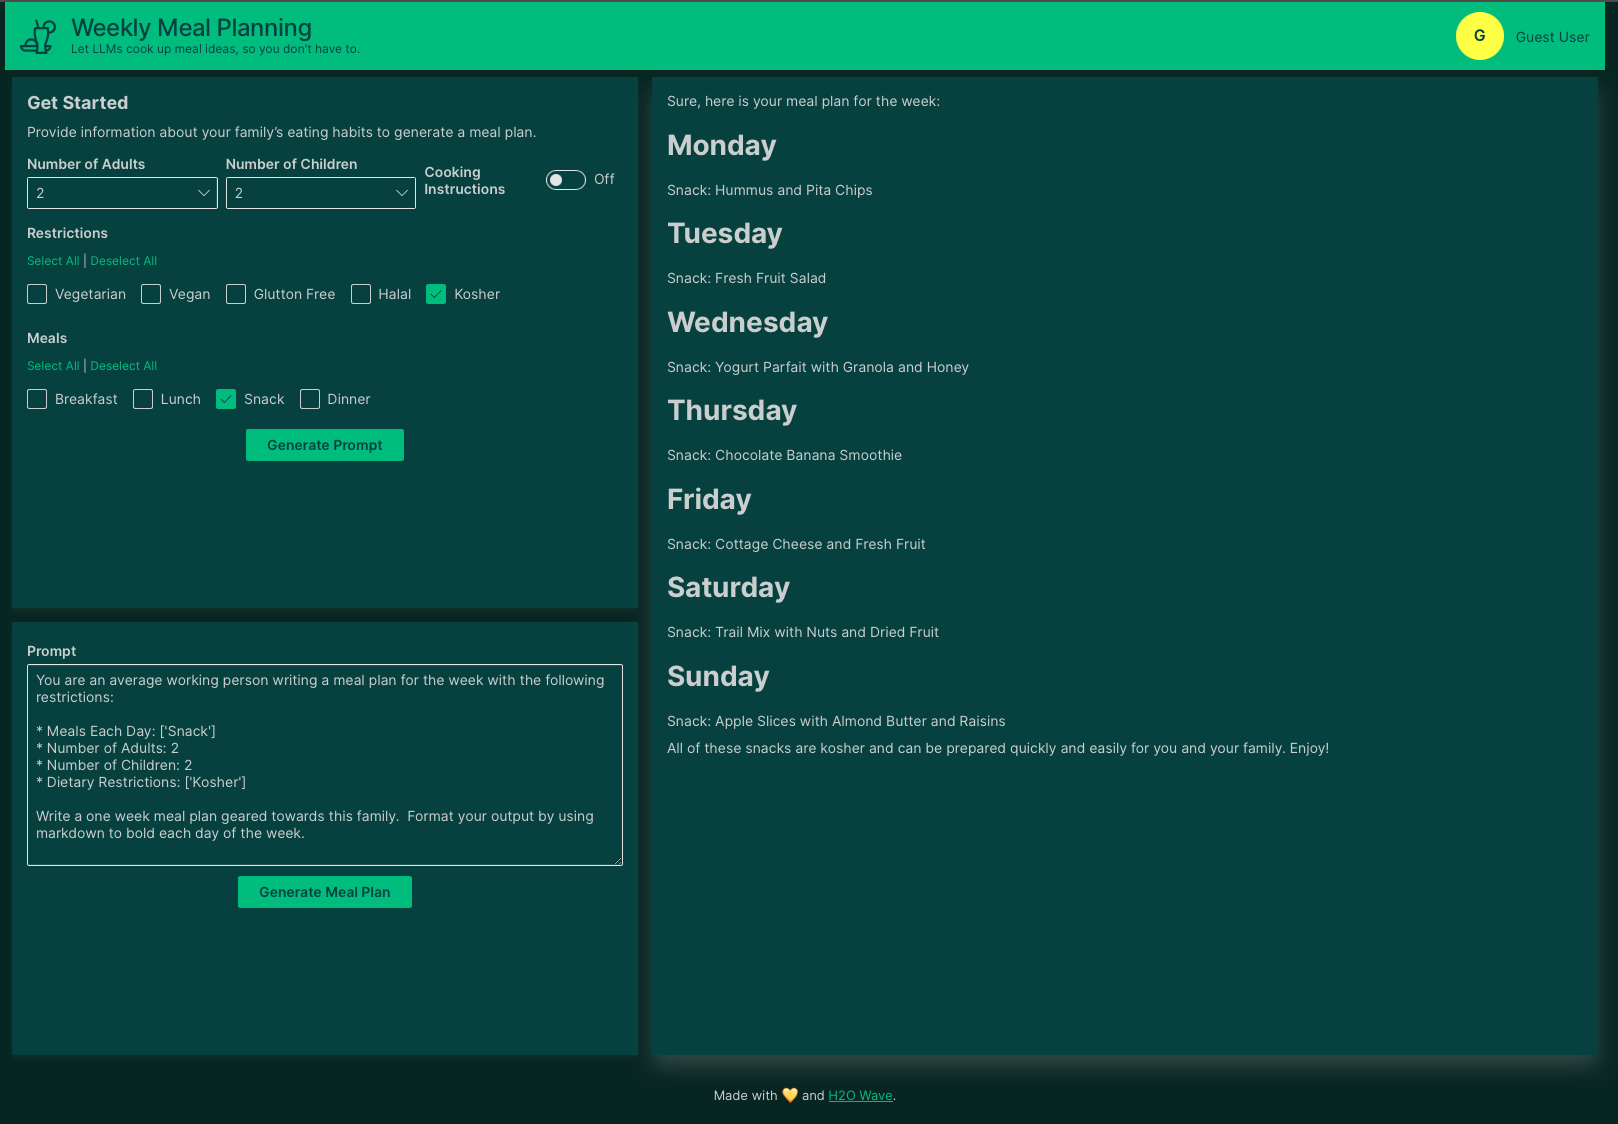 Weekly Meal Planning
Let LLMs cook up meal ideas, so you don't have to.
G
Guest User
Get Started
Provide information about your family's eating habits to generate a meal plan.
Number of Adults
2
Number of Children
2
Cooking
Instructions
Off
Restrictions
Select All | Deselect All
Vegetarian
Vegan
Glutton Free
Halal
Kosher
Meals
Select All | Deselect All
Breakfast
Lunch
Snack
Dinner
Generate Prompt
Prompt
You are an average working person writing a meal plan for the week with the following
restrictions:
* Meals Each Day: ['Snack']
* Number of Adults: 2
* Number of Children: 2
* Dietary Restrictions: ['Kosher']
Write a one week meal plan geared towards this family.  Format your output by using
markdown to bold each day of the week.
Generate Meal Plan
Sure, here is your meal plan for the week:
Monday
Snack: Hummus and Pita Chips
Tuesday
Snack: Fresh Fruit Salad
Wednesday
Snack: Yogurt Parfait with Granola and Honey
Thursday
Snack: Chocolate Banana Smoothie
Friday
Snack: Cottage Cheese and Fresh Fruit
Saturday
Snack: Trail Mix with Nuts and Dried Fruit
Sunday
Snack: Apple Slices with Almond Butter and Raisins
All of these snacks are kosher and can be prepared quickly and easily for you and your family. Enjoy!
Made with 💛 and H2O Wave.